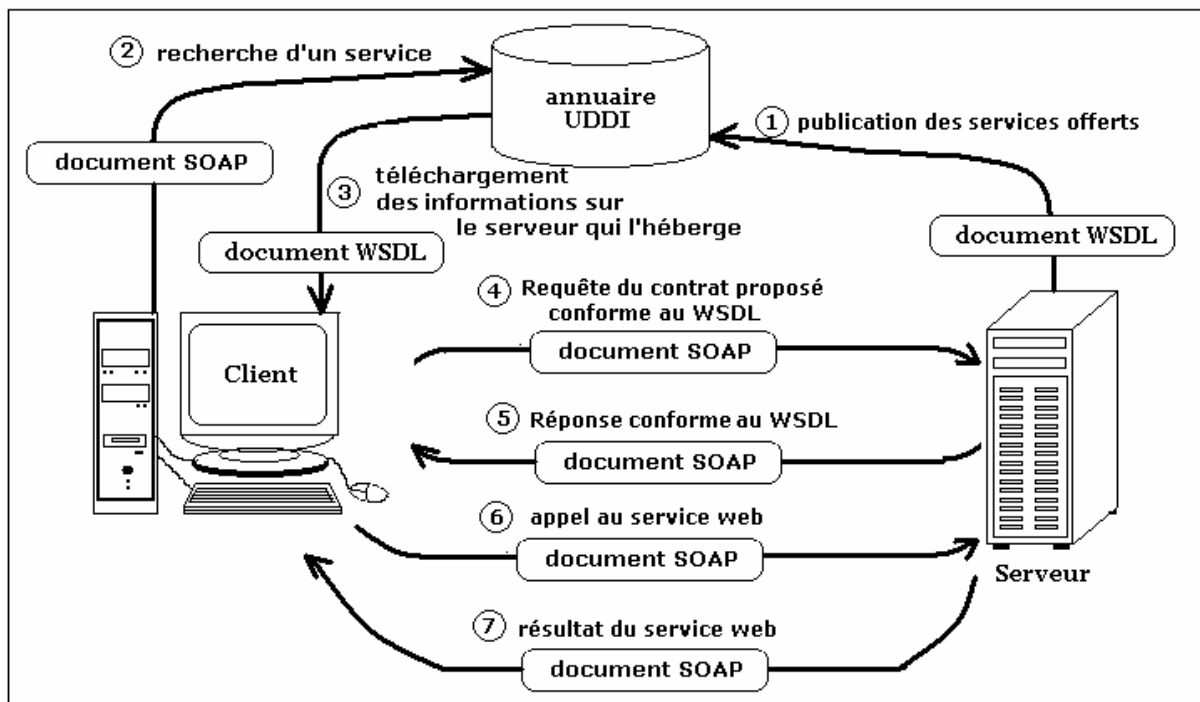 2 recherche d'un service
annuaire
UDDI
1 publication des services offerts
document SOAP
3 téléchargement
des informations sur
le serveur qui l'héberge
document WSDL
document WSDL
4 Requête du contrat proposé
conforme au WSDL
document SOAP
Client
5 Réponse conforme au WSDL
document SOAP
6 appel au service web
document SOAP
Serveur
7 résultat du service web
document SOAP